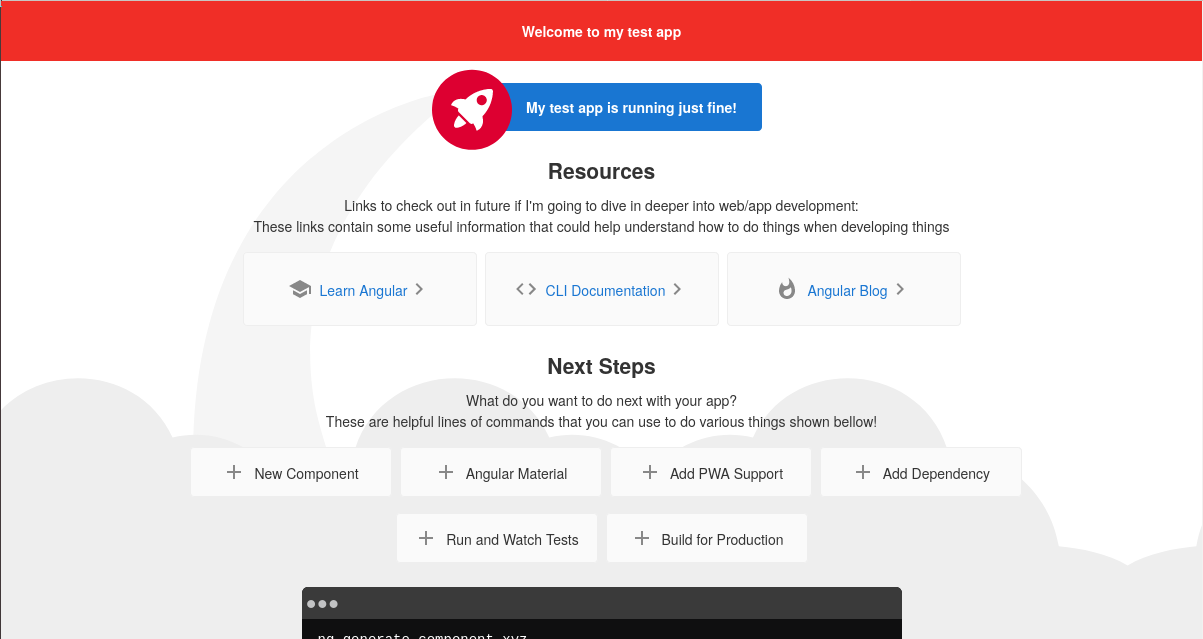 Welcome to my test app
My test app is running just fine!
Resources
Links to check out in future if I'm going to dive in deeper into web/app development:
These links contain some useful information that could help understand how to do things when developing things
Learn Angular
CLI Documentation
Angular Blog
Next Steps
What do you want to do next with your app?
These are helpful lines of commands that you can use to do various things shown bellow!
New Component
Angular Material
Add PWA Support
Add Dependency
Run and Watch Tests
Build for Production
ng generate component xyz